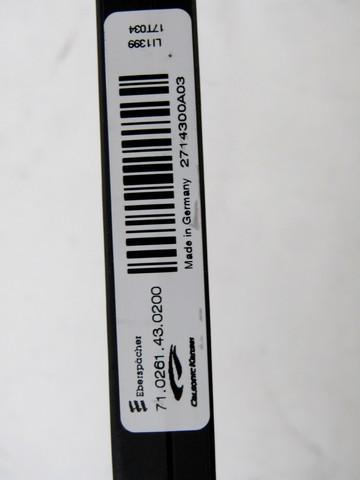 Eberspächer
71.0261.43.0200
Calsonic Kansei
Made in Germany 2714300A03
LI1399
17T034